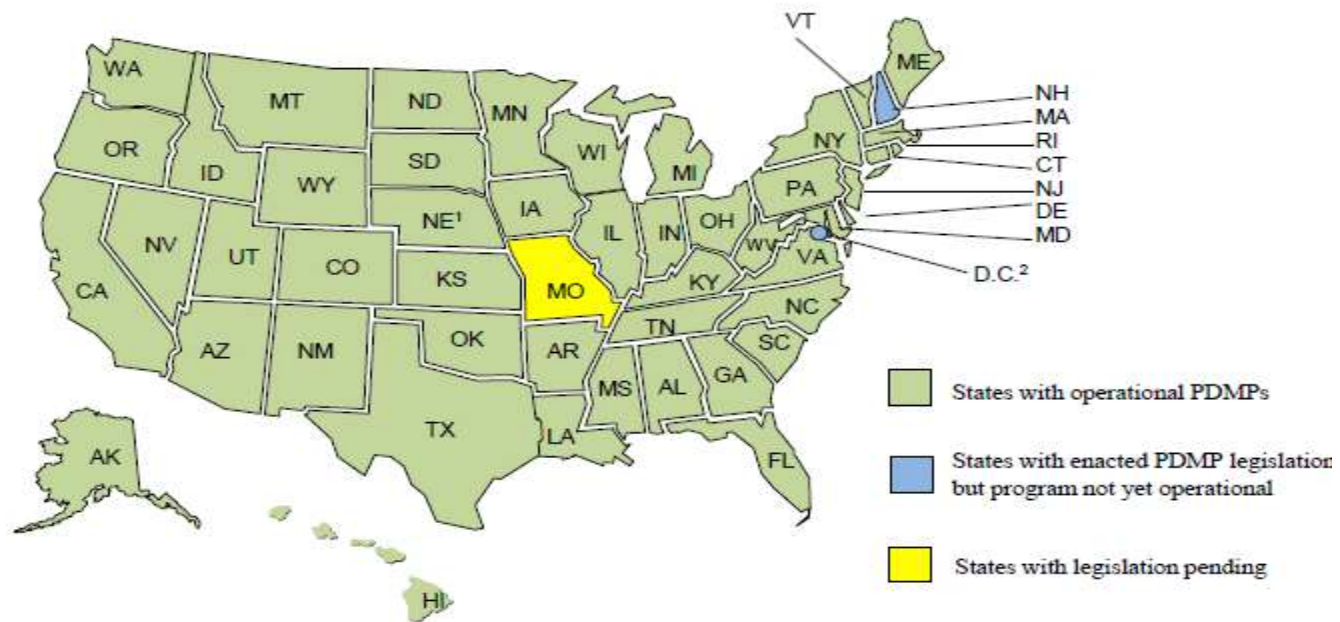 VT
WA
ME
MT
ND
MN
NH
MA
OR
NY
RI
ID
SD
WI
CT
WY
MI
PA
NJ
IA
DE
NE¹
OH
MD
NV
IL
IN
WV
UT
VA
CO
D.C.²
CA
KS
MO
KY
NC
TN
AZ
NM
OK
AR
SC
MS
AL
GA
States with operational PDMPs
TX
LA
AK
FL
States with enacted PDMP legislation
but program not yet operational
States with legislation pending
HI